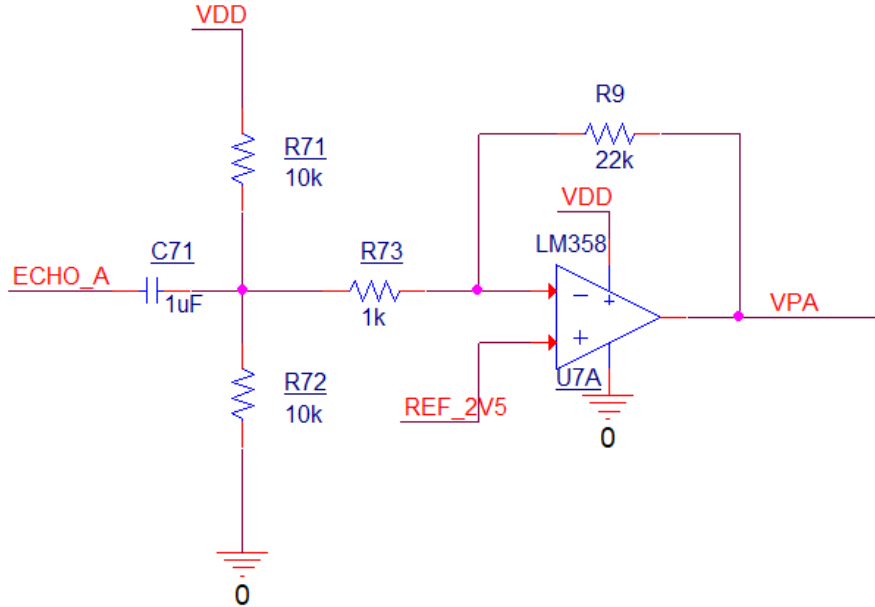 VDD
R71
10k
R9
22k
VDD
LM358
C71
ECHO_A
1uF
R73
1k
VPA
R72
10k
REF_2V5
U7A
0
0